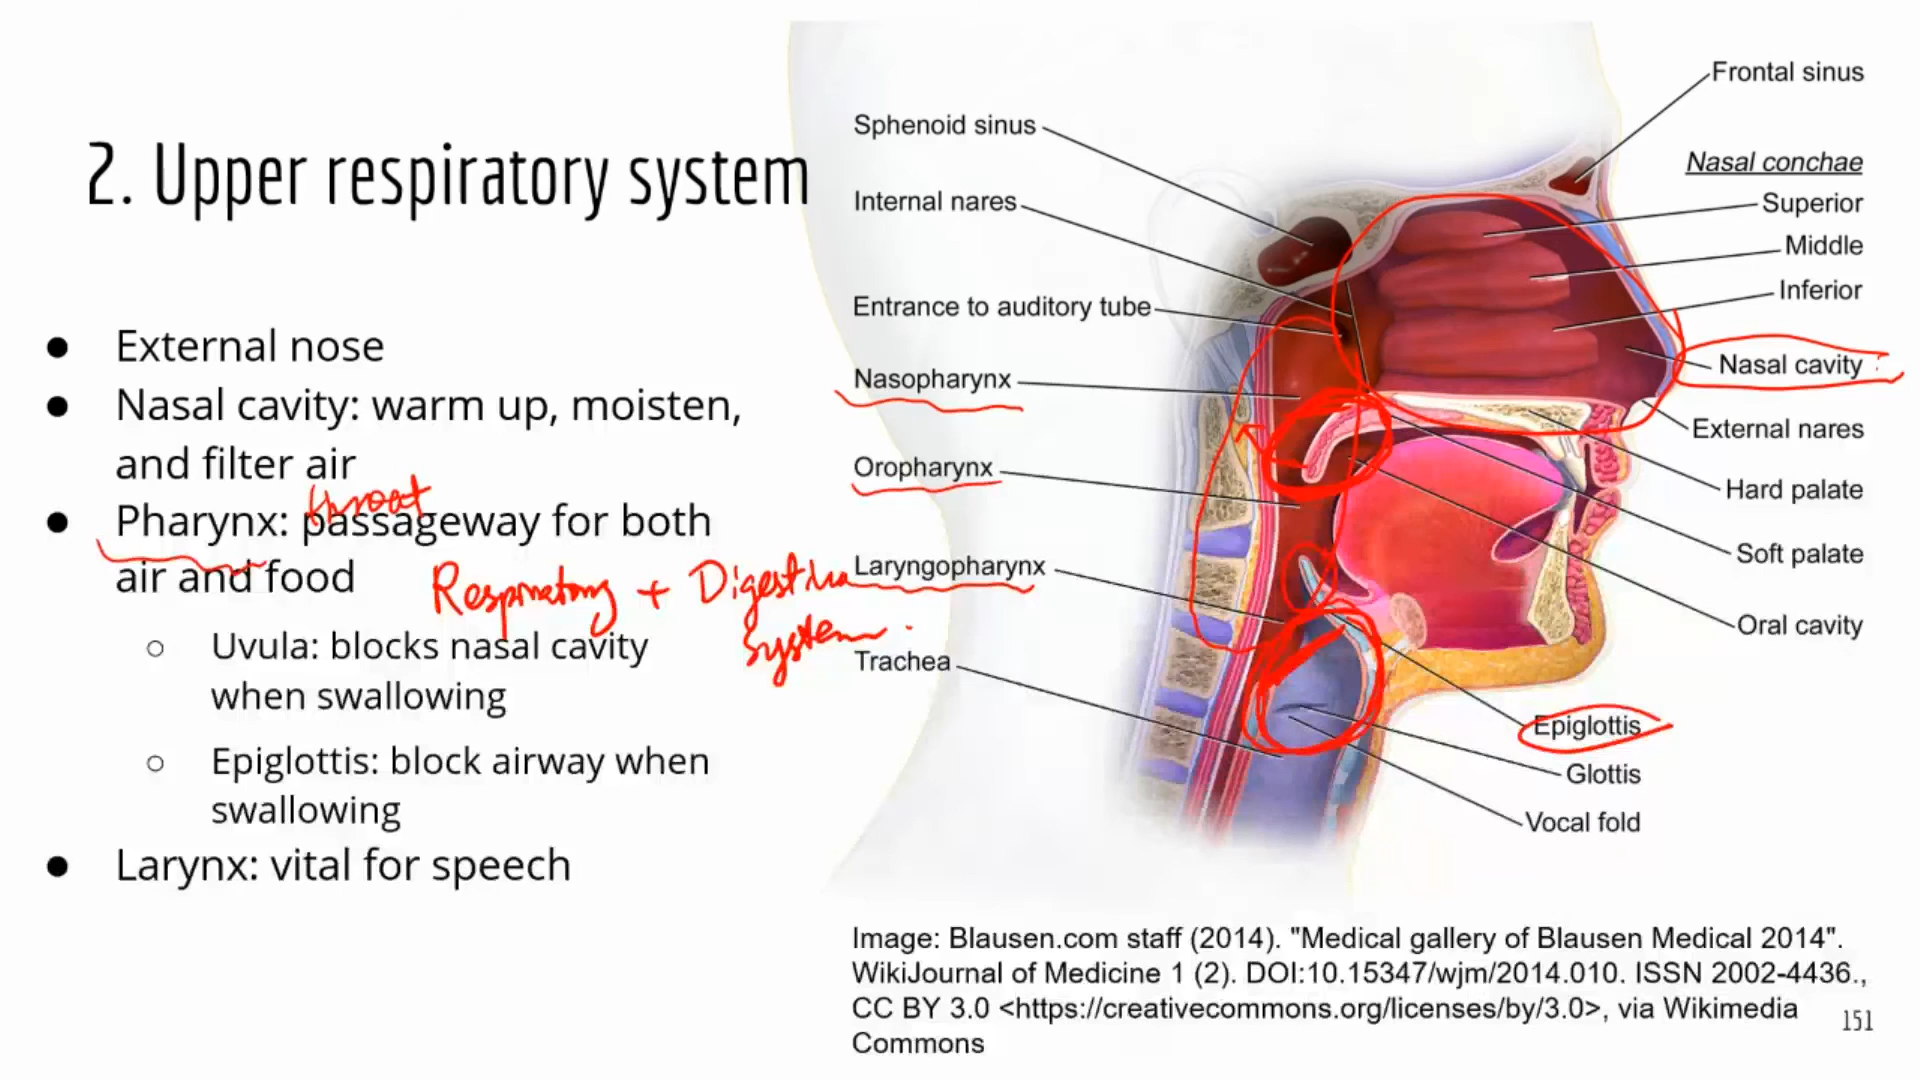 2. Upper respiratory system
● External nose
● Nasal cavity: warm up, moisten,
and filter air
throat
● Pharynx: passageway for both
air and food
Respiratory + Digestive
system.
○ Uvula: blocks nasal cavity
when swallowing
○ Epiglottis: block airway when
swallowing
● Larynx: vital for speech
Sphenoid sinus
Internal nares
Entrance to auditory tube
Nasopharynx
Oropharynx
Laryngopharynx
Trachea
Frontal sinus
Nasal conchae
Superior
Middle
Inferior
Nasal cavity
External nares
Hard palate
Soft palate
Oral cavity
Epiglottis
Glottis
Vocal fold
Image: Blausen.com staff (2014). "Medical gallery of Blausen Medical 2014".
WikiJournal of Medicine 1 (2). DOI:10.15347/wjm/2014.010. ISSN 2002-4436.,
CC BY 3.0 <https://creativecommons.org/licenses/by/3.0>, via Wikimedia
Commons
151